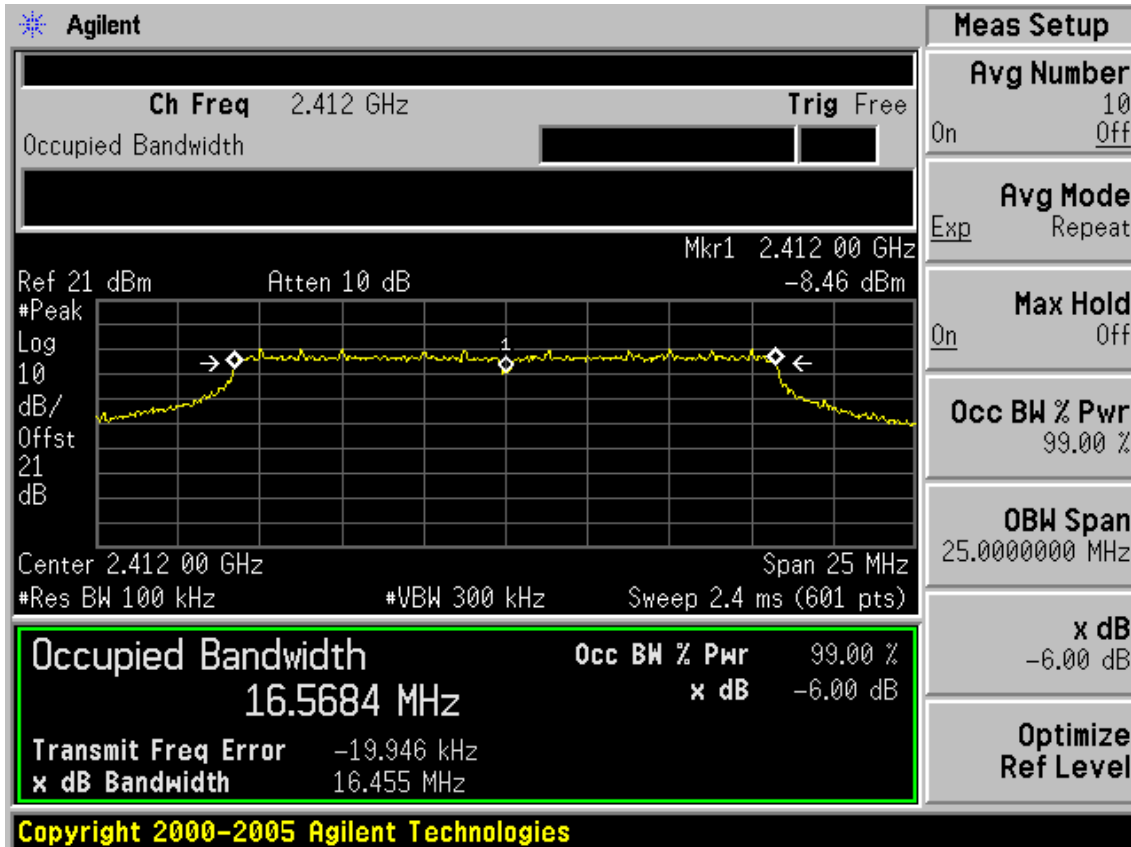 Agilent
Ch Freq 2.412 GHz Trig Free
Occupied Bandwidth
Mkr1 2.412 00 GHz
Ref 21 dBm Atten 10 dB -8.46 dBm
#Peak
Log
10
dB/
Offst
21
dB
1
Center 2.412 00 GHz Span 25 MHz
#Res BW 100 kHz #VBW 300 kHz Sweep 2.4 ms (601 pts)
Occupied Bandwidth Occ BW % Pwr 99.00 %
16.5684 MHz x dB -6.00 dB
Transmit Freq Error -19.946 kHz
x dB Bandwidth 16.455 MHz
Copyright 2000-2005 Agilent Technologies
Meas Setup
Avg Number
10
On Off
Avg Mode
Exp Repeat
Max Hold
On Off
Occ BW % Pwr
99.00 %
OBW Span
25.0000000 MHz
x dB
-6.00 dB
Optimize
Ref Level